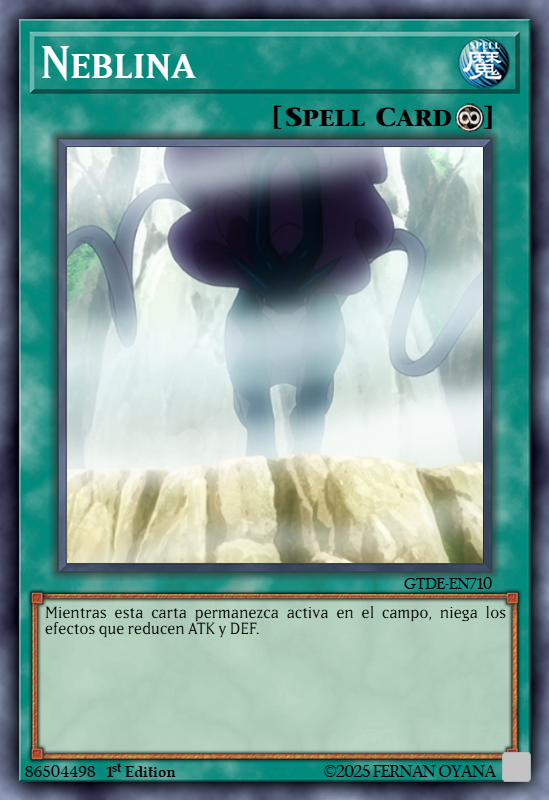 Neblina
SPELL
魔
[Spell Card]
GTDE-EN710
Mientras esta carta permanezca activa en el campo, niega los
efectos que reducen ATK y DEF.
86504498 1st Edition
©2025 FERNAN OYANA